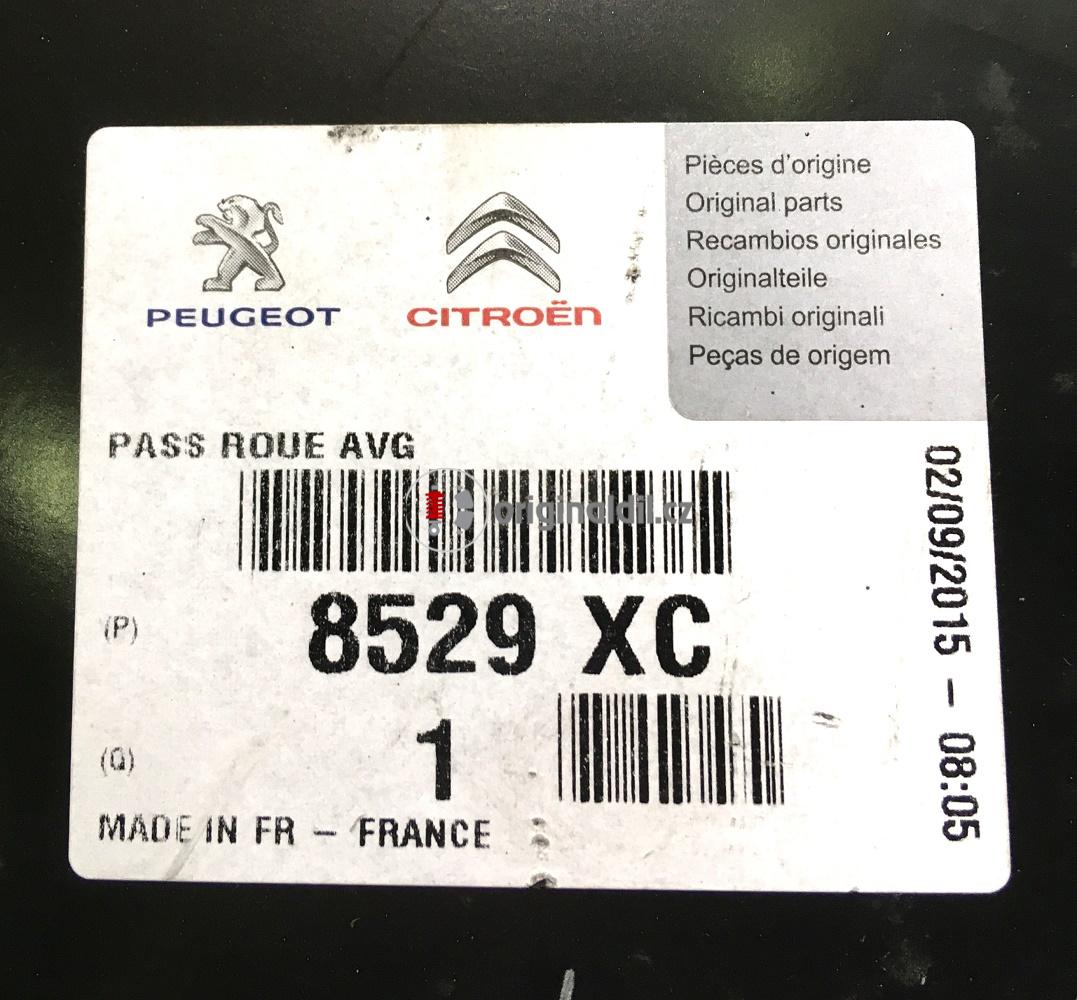 Pièces d'origine
Original parts
Recambios originales
Originalteile
Ricambi originali
Peças de origem
PEUGEOT
CITROËN
PASS ROUE AVG
originaldil.cz
(P)
8529 XC
(Q)
1
MADE IN FR – FRANCE
02/09/2015 – 08:05